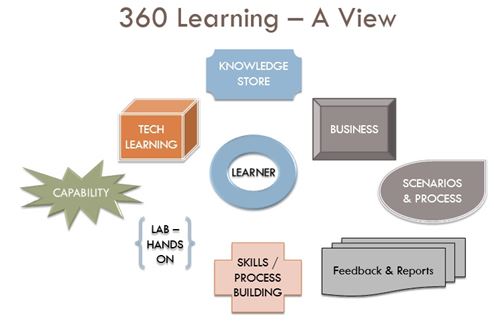 360 Learning – A View
KNOWLEDGE
STORE
TECH
LEARNING
BUSINESS
LEARNER
CAPABILITY
SCENARIOS
& PROCESS
LAB –
HANDS
ON
SKILLS /
PROCESS
BUILDING
Feedback & Reports